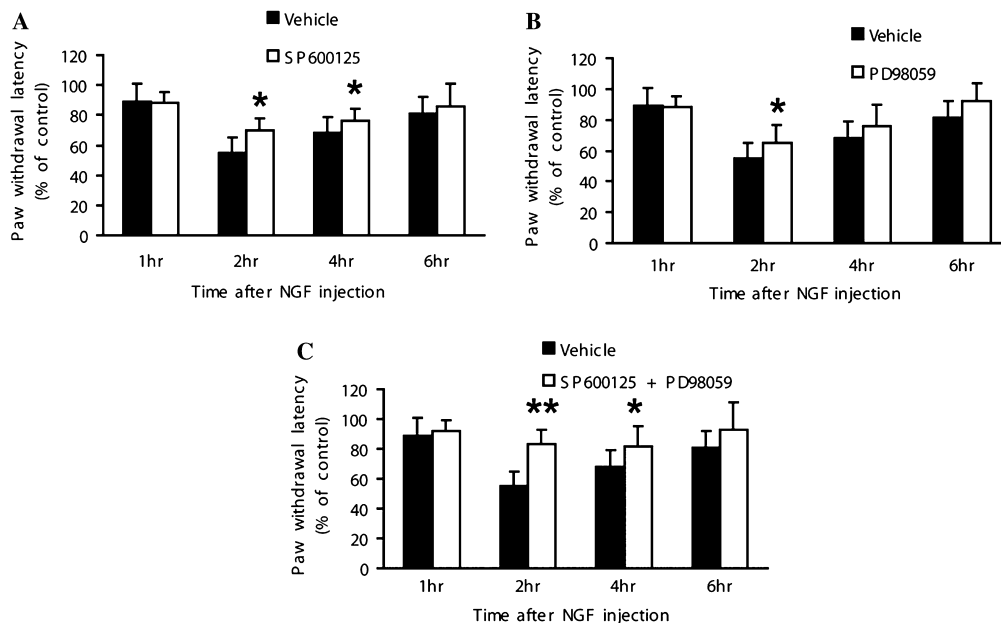 A
Vehicle
SP600125
Paw withdrawal latency
(% of control)
120
100
80
60
40
20
0
*
*
1hr 2hr 4hr 6hr
Time after NGF injection
B
Vehicle
PD98059
Paw withdrawal latency
(% of control)
120
100
80
60
40
20
0
*
1hr 2hr 4hr 6hr
Time after NGF injection
C
Vehicle
SP600125 + PD98059
Paw withdrawal latency
(% of control)
120
100
80
60
40
20
0
**
*
1hr 2hr 4hr 6hr
Time after NGF injection